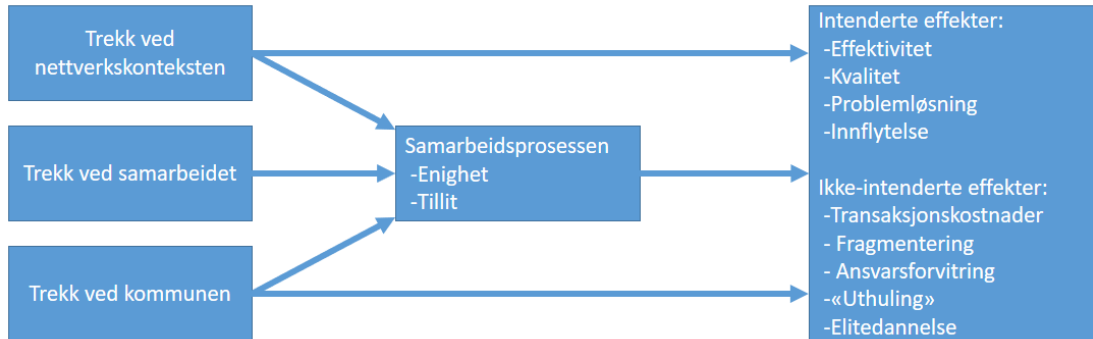 Trekk ved
nettverkskonteksten
Trekk ved samarbeidet
Trekk ved kommunen
Samarbeidsprosessen
-Enighet
-Tillit
Intenderte effekter:
-Effektivitet
-Kvalitet
-Problemløsning
-Innflytelse
Ikke-intenderte effekter:
-Transaksjonskostnader
- Fragmentering
- Ansvarsforvitring
-«Uthuling»
-Elitedannelse